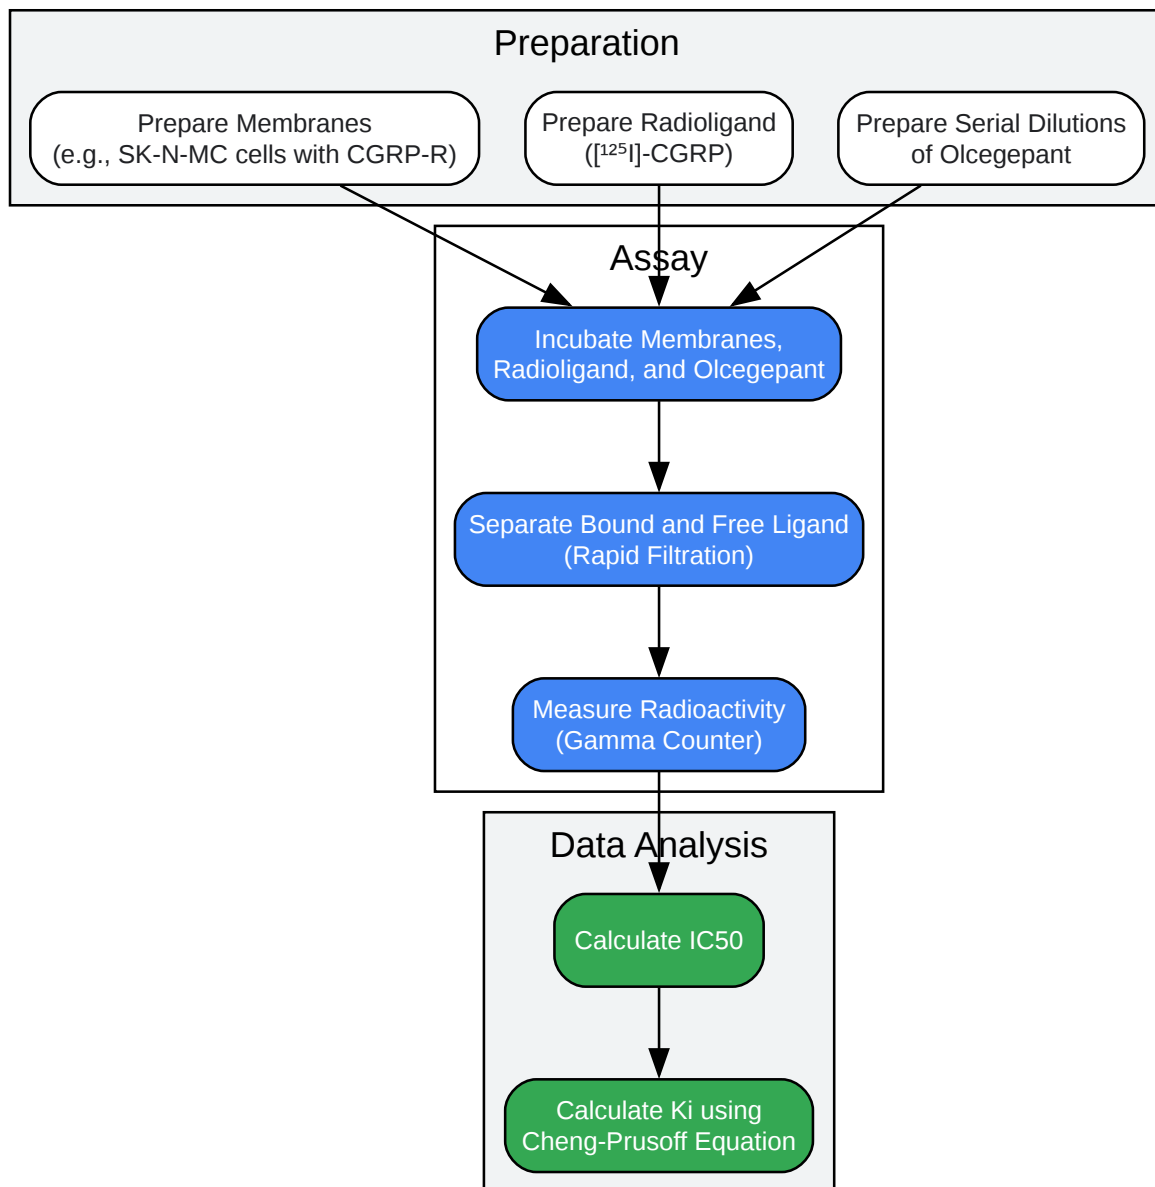 Preparation
Prepare Membranes
(e.g., SK-N-MC cells with CGRP-R)
Prepare Radioligand
([¹²⁵I]-CGRP)
Prepare Serial Dilutions
of Olcegepant
Assay
Incubate Membranes,
Radioligand, and Olcegepant
Separate Bound and Free Ligand
(Rapid Filtration)
Measure Radioactivity
(Gamma Counter)
Data Analysis
Calculate IC50
Calculate Ki using
Cheng-Prusoff Equation